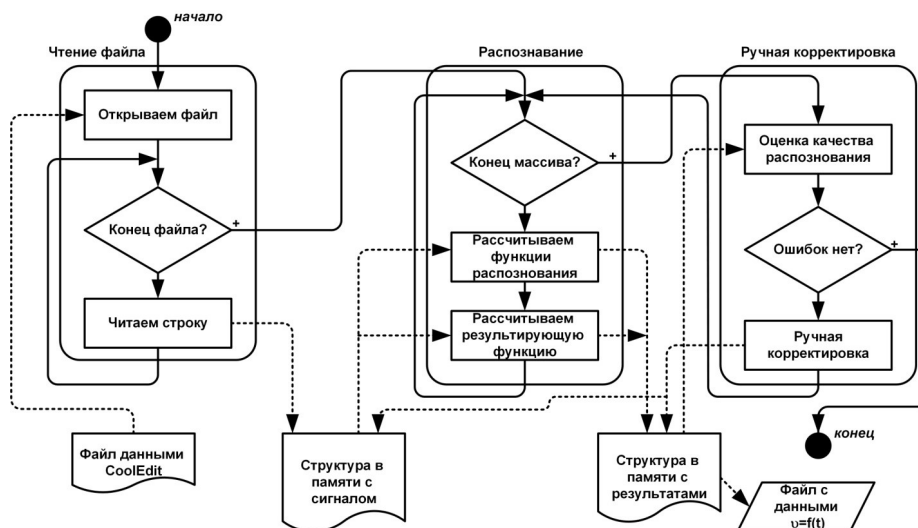 начало
Чтение файла
Распознавание
Ручная корректировка
Открываем файл
Конец файла?
+
Читаем строку
Конец массива?
+
Рассчитываем
функции
распознования
Рассчитываем
результирующую
функцию
Оценка качества
распознования
Ошибок нет?
+
Ручная
корректировка
конец
Файл данными
CoolEdit
Структура в
памяти с
сигналом
Структура в
памяти с
результатами
Файл с
данными
υ=f(t)